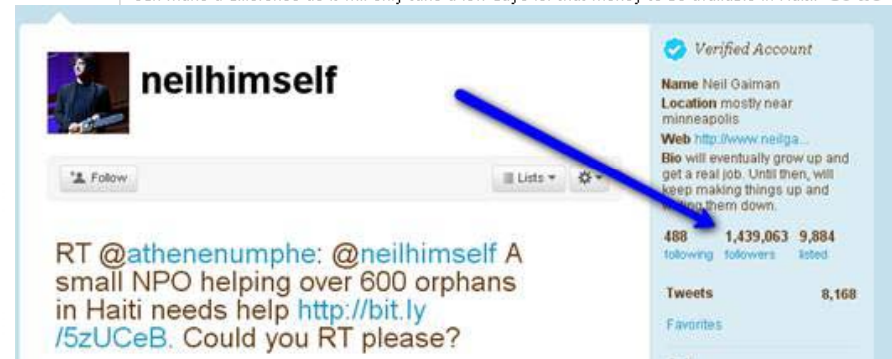 neilhimself
Follow
Lists
RT @athenenumphe: @neilhimself A
small NPO helping over 600 orphans
in Haiti needs help http://bit.ly
/5zUCeB. Could you RT please?
Verified Account
Name Neil Gaiman
Location mostly near
minneapolis
Web http://www.neilga...
Bio will eventually grow up and
get a real job. Until then, will
keep making things up and
them down.
488 1,439,063 9,884
following followers listed
Tweets 8,168
Favorites